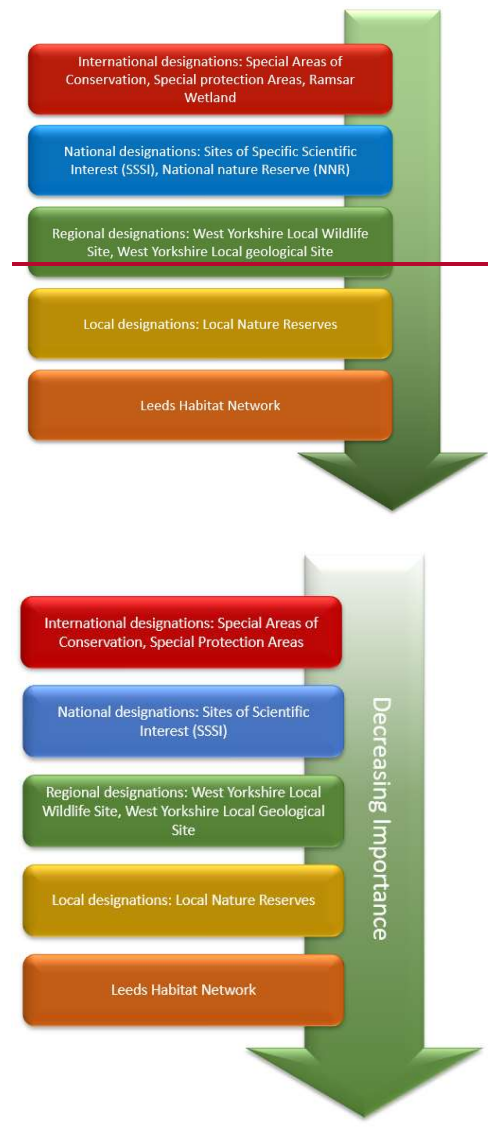 International designations: Special Areas of
Conservation, Special protection Areas, Ramsar
Wetland
National designations: Sites of Specific Scientific
Interest (SSSI), National nature Reserve (NNR)
Regional designations: West Yorkshire Local Wildlife
Site, West Yorkshire Local geological Site
Local designations: Local Nature Reserves
Leeds Habitat Network
International designations: Special Areas of
Conservation, Special Protection Areas
National designations: Sites of Scientific
Interest (SSSI)
Regional designations: West Yorkshire Local
Wildlife Site, West Yorkshire Local Geological
Site
Local designations: Local Nature Reserves
Leeds Habitat Network
Decreasing Importance